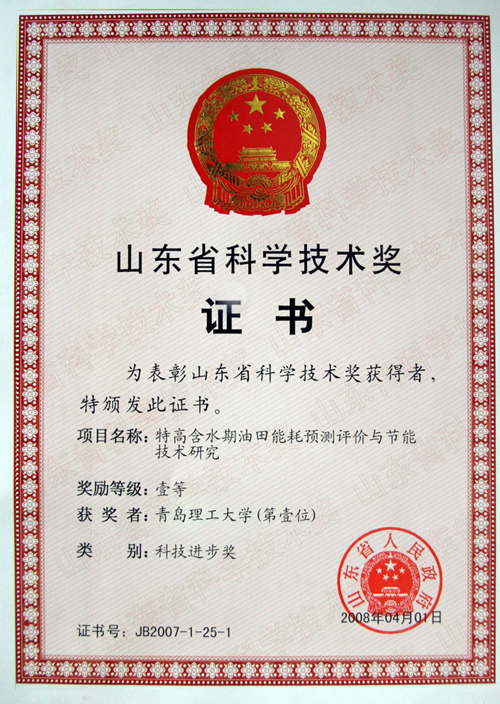 山东省科学技术奖
证书
为表彰山东省科学技术奖获得者，
特颁发此证书。
项目名称：特高含水期油田能耗预测评价与节能
技术研究
奖励等级：壹等
获奖者：青岛理工大学(第壹位)
类别：科技进步奖
山东省人民政府
2008年04月01日
证书号：JB2007-1-25-1